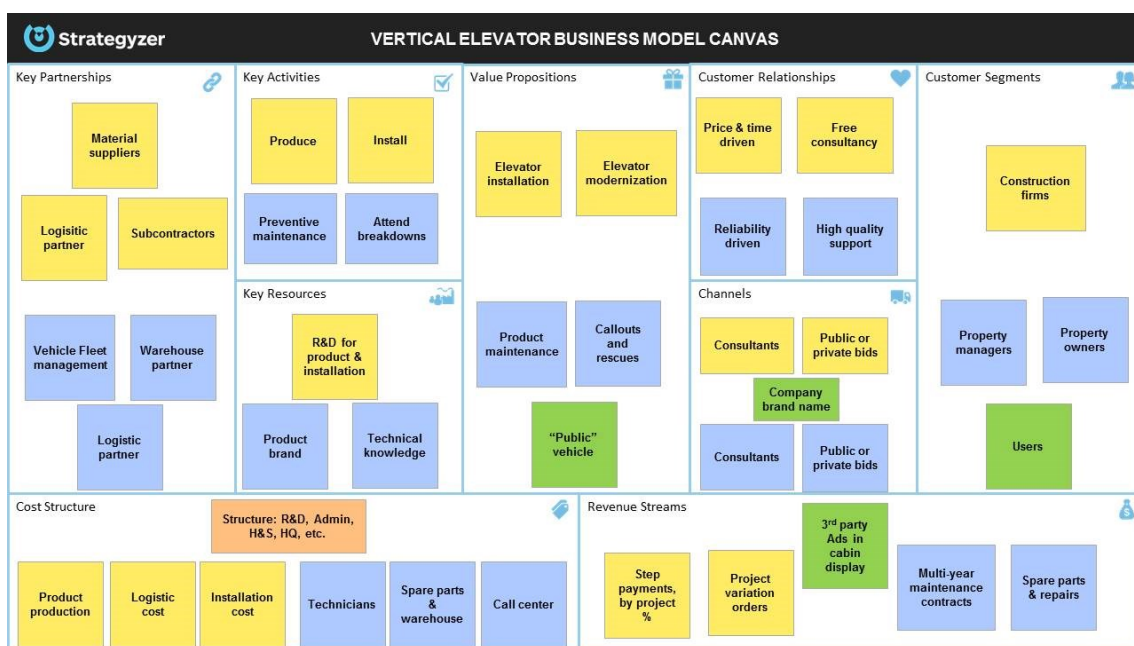 Strategyzer
VERTICAL ELEVATOR BUSINESS MODEL CANVAS
Key Partnerships
Material
suppliers
Logisitic
partner
Subcontractors
Vehicle Fleet
management
Warehouse
partner
Logistic
partner
Key Activities
Produce
Install
Preventive
maintenance
Attend
breakdowns
Key Resources
R&D for
product &
installation
Product
brand
Technical
knowledge
Value Propositions
Elevator
installation
Elevator
modernization
Product
maintenance
Callouts
and
rescues
“Public”
vehicle
Customer Relationships
Price & time
driven
Free
consultancy
Reliability
driven
High quality
support
Channels
Consultants
Public or
private bids
Company
brand name
Consultants
Public or
private bids
Customer Segments
Construction
firms
Property
managers
Property
owners
Users
Cost Structure
Structure: R&D, Admin,
H&S, HQ, etc.
Product
production
Logistic
cost
Installation
cost
Technicians
Spare parts
&
warehouse
Call center
Revenue Streams
Step
payments,
by project
%
Project
variation
orders
3rd party
Ads in
cabin
display
Multi-year
maintenance
contracts
Spare parts
& repairs